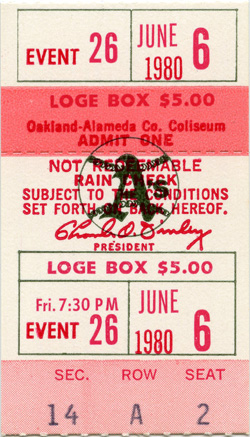 EVENT 26
JUNE 6
1980
LOGE BOX $5.00
Oakland-Alameda Co. Coliseum
ADMIT ONE
NOT REDEEMABLE
RAIN CHECK
SUBJECT TO CONDITIONS
SET FORTH ON BACK HEREOF.
Charles O. Finley
PRESIDENT
LOGE BOX $5.00
Fri. 7:30 PM
EVENT 26
JUNE 6
1980
SEC. ROW SEAT
14 A 2